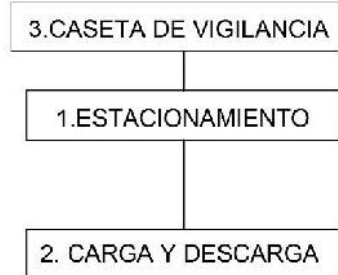 3.CASETA DE VIGILANCIA
1.ESTACIONAMIENTO
2. CARGA Y DESCARGA